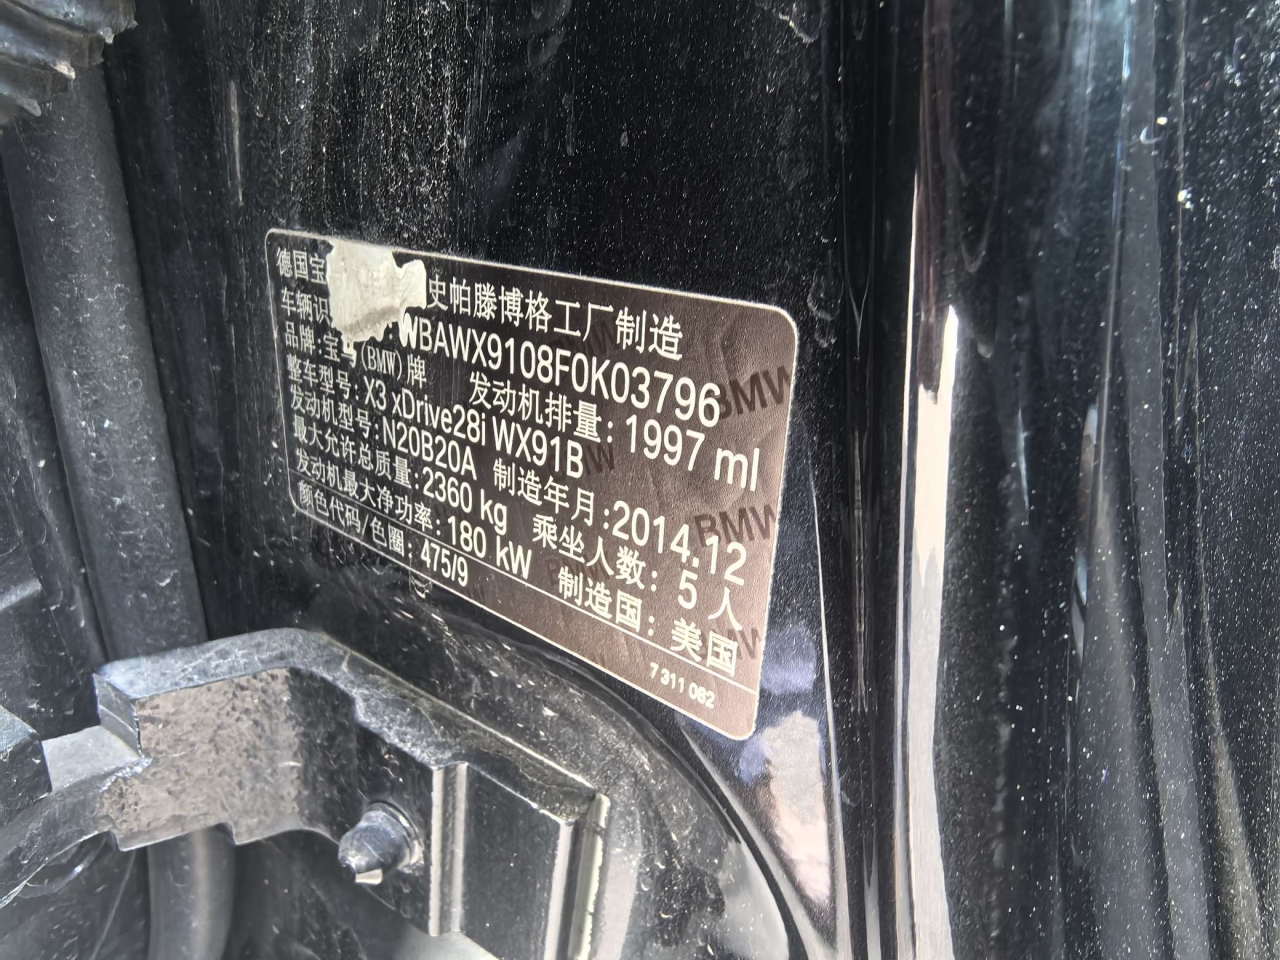 德国宝 史帕滕博格工厂制造
车辆识 WBAWX9108F0K03796
品牌:宝马(BMW)牌 发动机排量: 1997 ml
整车型号: X3 xDrive28i WX91B
发动机型号:N20B20A 制造年月:2014.12
最大允许总质量:2360 kg 乘坐人数: 5 人
发动机最大净功率:180 kW 制造国: 美国
颜色代码/色圈: 475/9
7 311 082
BMW
BMW